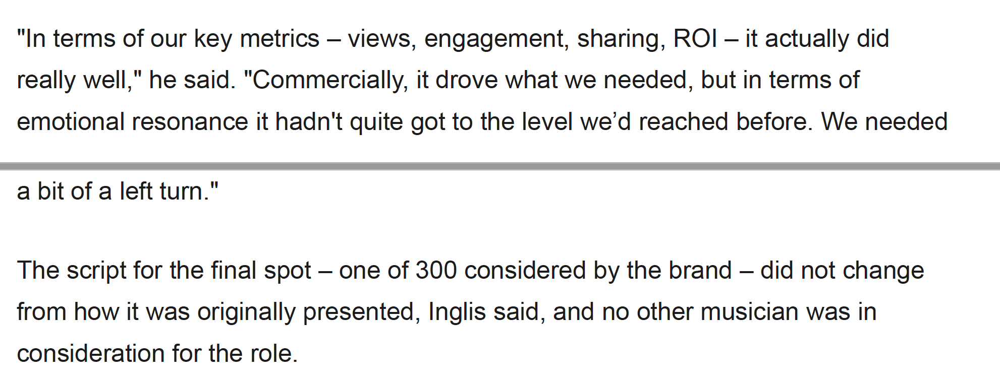 "In terms of our key metrics – views, engagement, sharing, ROI – it actually did
really well," he said. "Commercially, it drove what we needed, but in terms of
emotional resonance it hadn't quite got to the level we’d reached before. We needed
a bit of a left turn."
The script for the final spot – one of 300 considered by the brand – did not change
from how it was originally presented, Inglis said, and no other musician was in
consideration for the role.